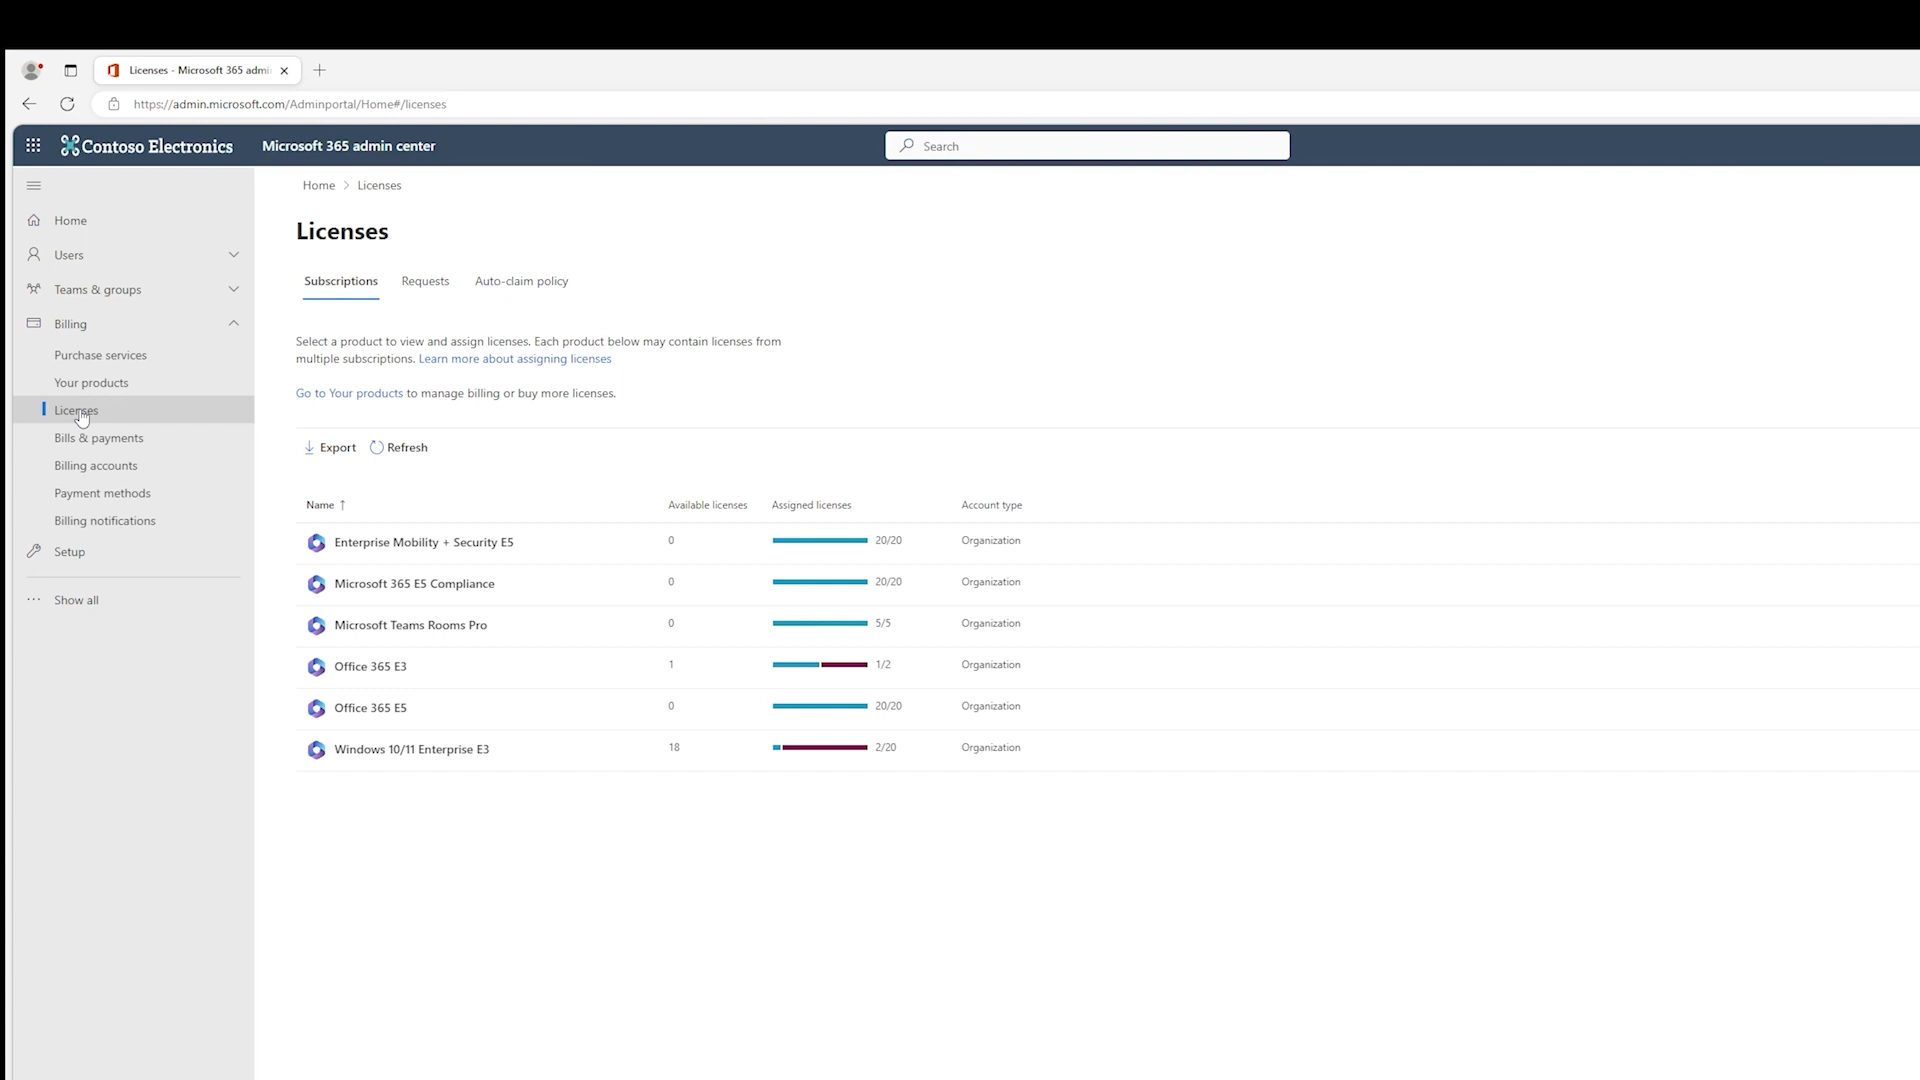 Licenses - Microsoft 365 admi
https://admin.microsoft.com/Adminportal/Home#/licenses
Contoso Electronics
Microsoft 365 admin center
Search
Home
Users
Teams & groups
Billing
Purchase services
Your products
Licenses
Bills & payments
Billing accounts
Payment methods
Billing notifications
Setup
Show all
Home > Licenses
Licenses
Subscriptions Requests Auto-claim policy
Select a product to view and assign licenses. Each product below may contain licenses from
multiple subscriptions. Learn more about assigning licenses
Go to Your products to manage billing or buy more licenses.
Export Refresh
Name ↑ Available licenses Assigned licenses Account type
Enterprise Mobility + Security E5 0 20/20 Organization
Microsoft 365 E5 Compliance 0 20/20 Organization
Microsoft Teams Rooms Pro 0 5/5 Organization
Office 365 E3 1 1/2 Organization
Office 365 E5 0 20/20 Organization
Windows 10/11 Enterprise E3 18 2/20 Organization